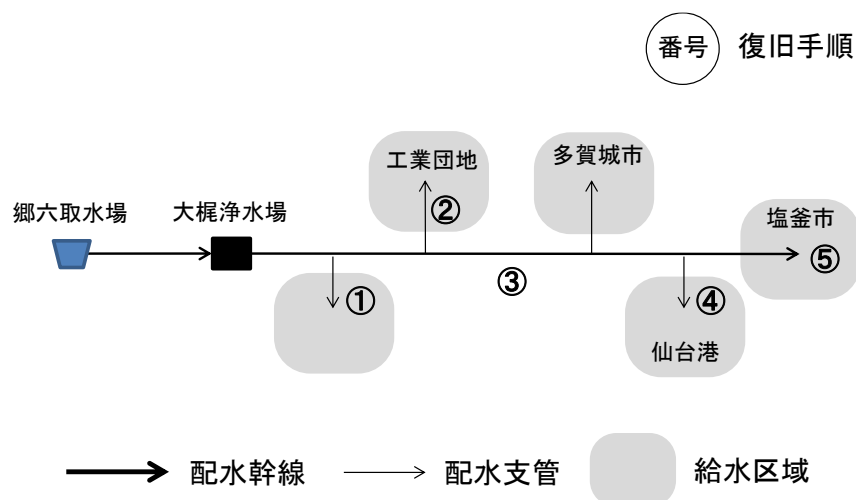 番号 復旧手順
工業団地
多賀城市
郷六取水場
大梶浄水場
塩釜市
②
⑤
③
①
④
仙台港
配水幹線
配水支管
給水区域